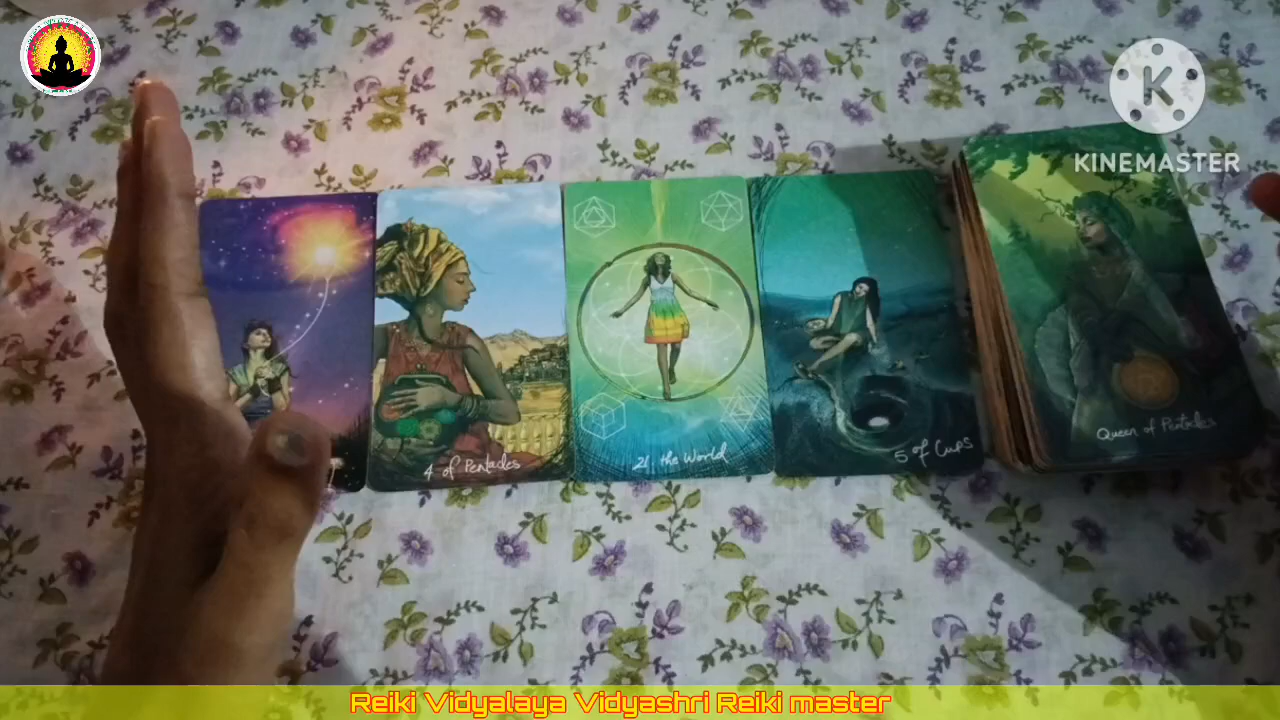 K
KINEMASTER
4 of Pentacles
21. the World
5 of Cups
Queen of Pentacles
Reiki Vidyalaya Vidyashri Reiki master